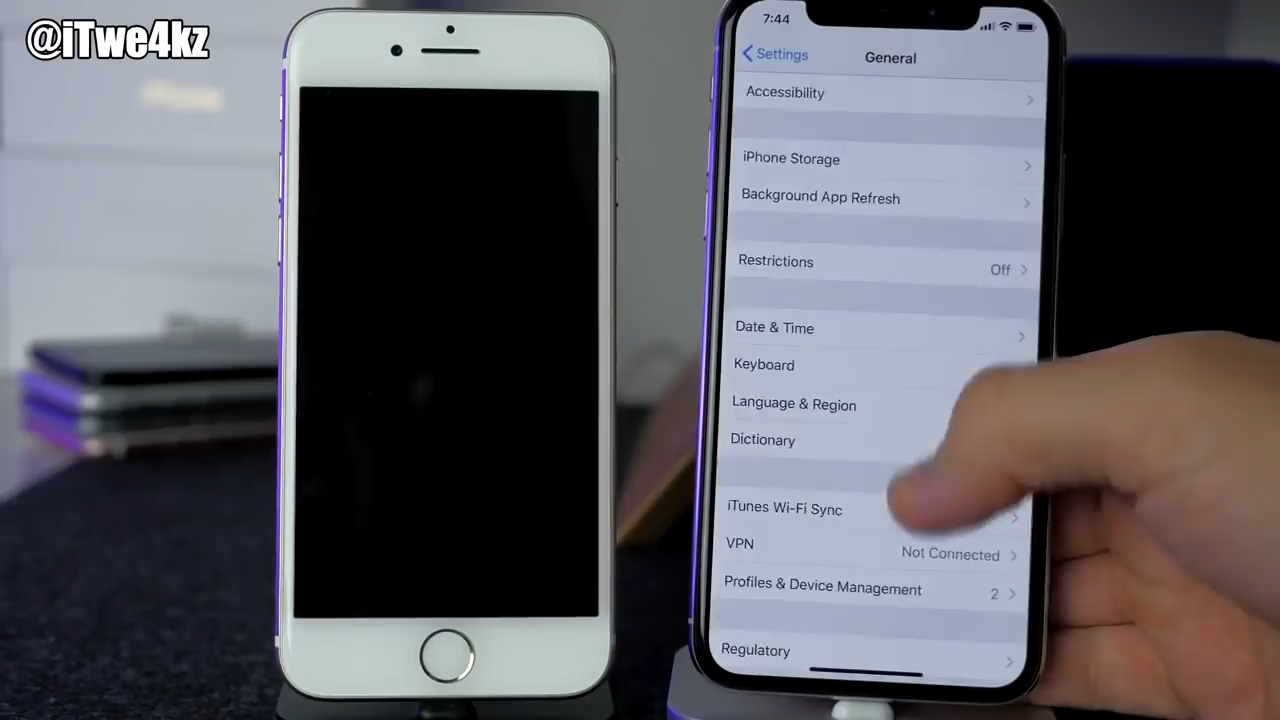 @iTwe4kz
iPhone
7:44
Settings
General
Accessibility
iPhone Storage
Background App Refresh
Restrictions
Off
Date & Time
Keyboard
Language & Region
Dictionary
iTunes Wi-Fi Sync
VPN
Not Connected
Profiles & Device Management
2
Regulatory